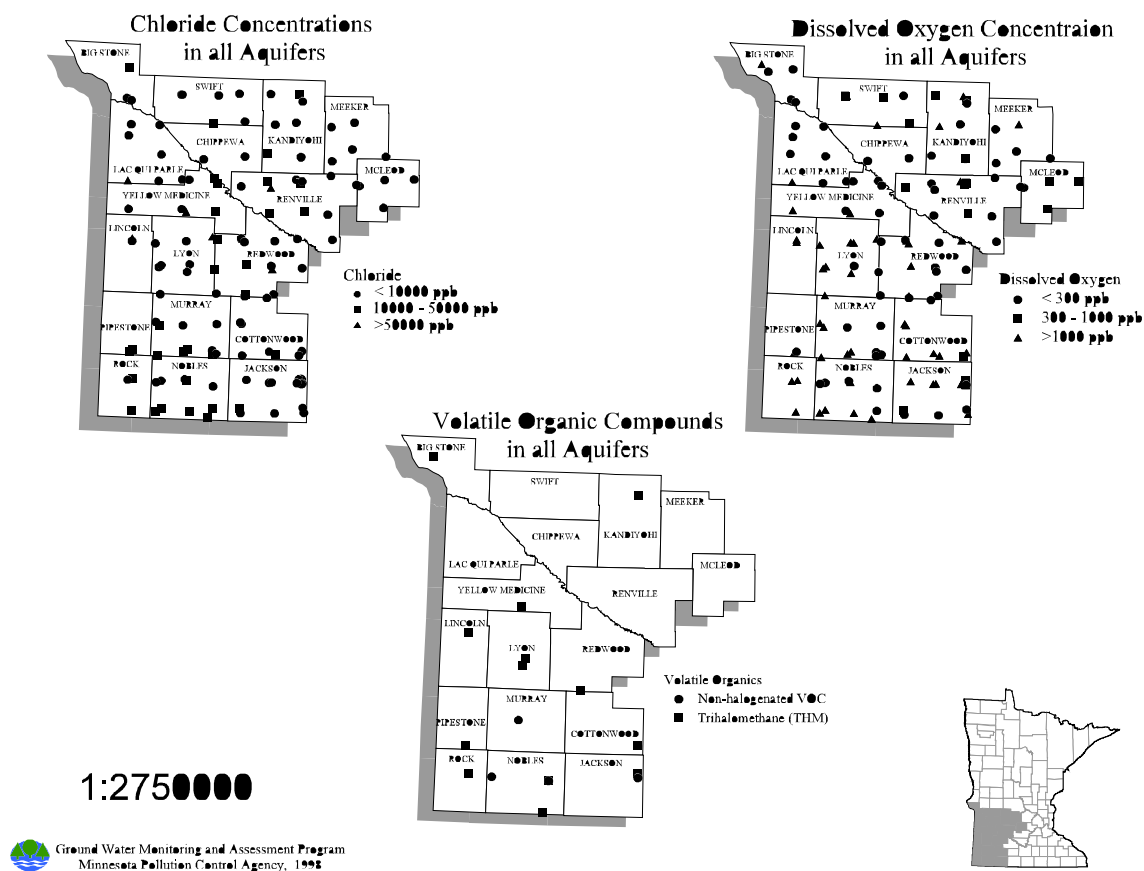 Chloride Concentrations
in all Aquifers
BIG STONE
SWIFT
MEEKER
CHIPPEWA
KANDIYOHI
LAC QUI PARLE
MCLEOD
YELLOW MEDICINE
RENVILLE
LINCOLN
LYON
REDWOOD
MURRAY
PIPESTONE
COTTONWOOD
ROCK
NOBLES
JACKSON
Chloride
< 10000 ppb
10000 - 50000 ppb
>50000 ppb
Dissolved Oxygen Concentraion
in all Aquifers
BIG STONE
SWIFT
MEEKER
CHIPPEWA
KANDIYOHI
LAC QUI PARLE
MCLEOD
YELLOW MEDICINE
RENVILLE
LINCOLN
LYON
REDWOOD
MURRAY
PIPESTONE
COTTONWOOD
ROCK
NOBLES
JACKSON
Dissolved Oxygen
< 300 ppb
300 - 1000 ppb
>1000 ppb
Volatile Organic Compounds
in all Aquifers
BIG STONE
SWIFT
MEEKER
CHIPPEWA
KANDIYOHI
LAC QUI PARLE
MCLEOD
YELLOW MEDICINE
RENVILLE
LINCOLN
LYON
REDWOOD
MURRAY
PIPESTONE
COTTONWOOD
ROCK
NOBLES
JACKSON
Volatile Organics
Non-halogenated VOC
Trihalomethane (THM)
1:2750000
Ground Water Monitoring and Assessment Program
Minnesota Pollution Control Agency, 1998